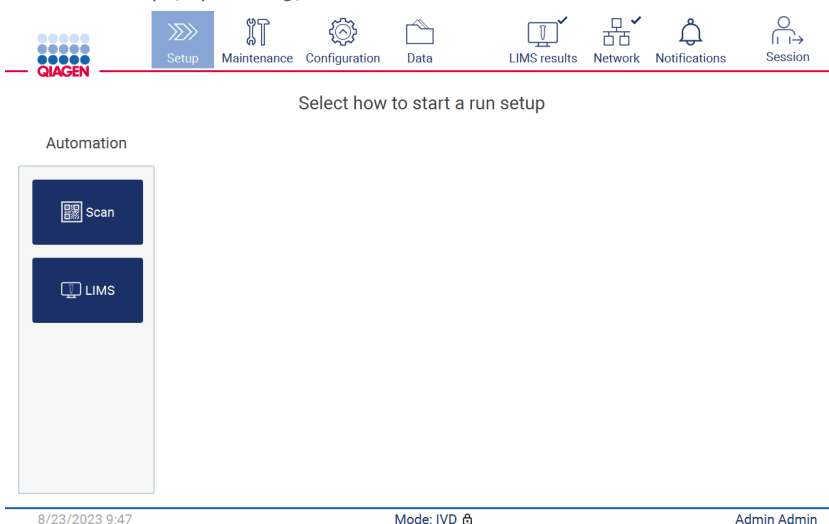 Setup Maintenance Configuration Data LIMS results Network Notifications Session
QIAGEN
Select how to start a run setup
Automation
Scan
LIMS
8/23/2023 9:47 Mode: IVD Admin Admin